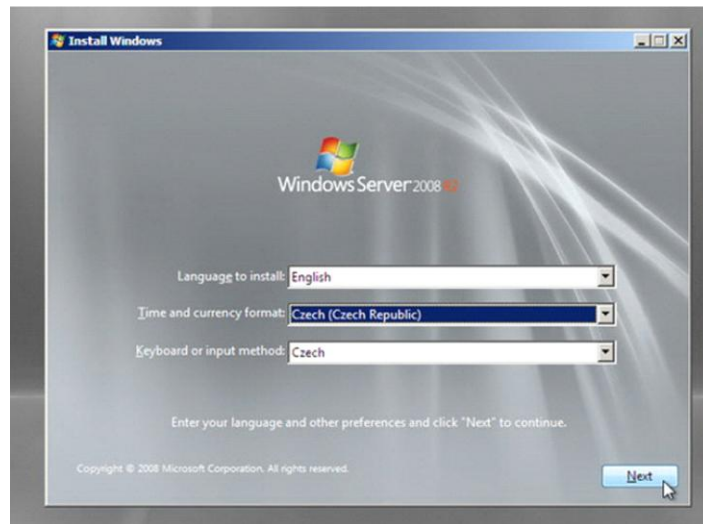 Install Windows
Windows Server 2008 R2
Language to install: English
Time and currency format: Czech (Czech Republic)
Keyboard or input method: Czech
Enter your language and other preferences and click "Next" to continue.
Copyright © 2008 Microsoft Corporation. All rights reserved.
Next